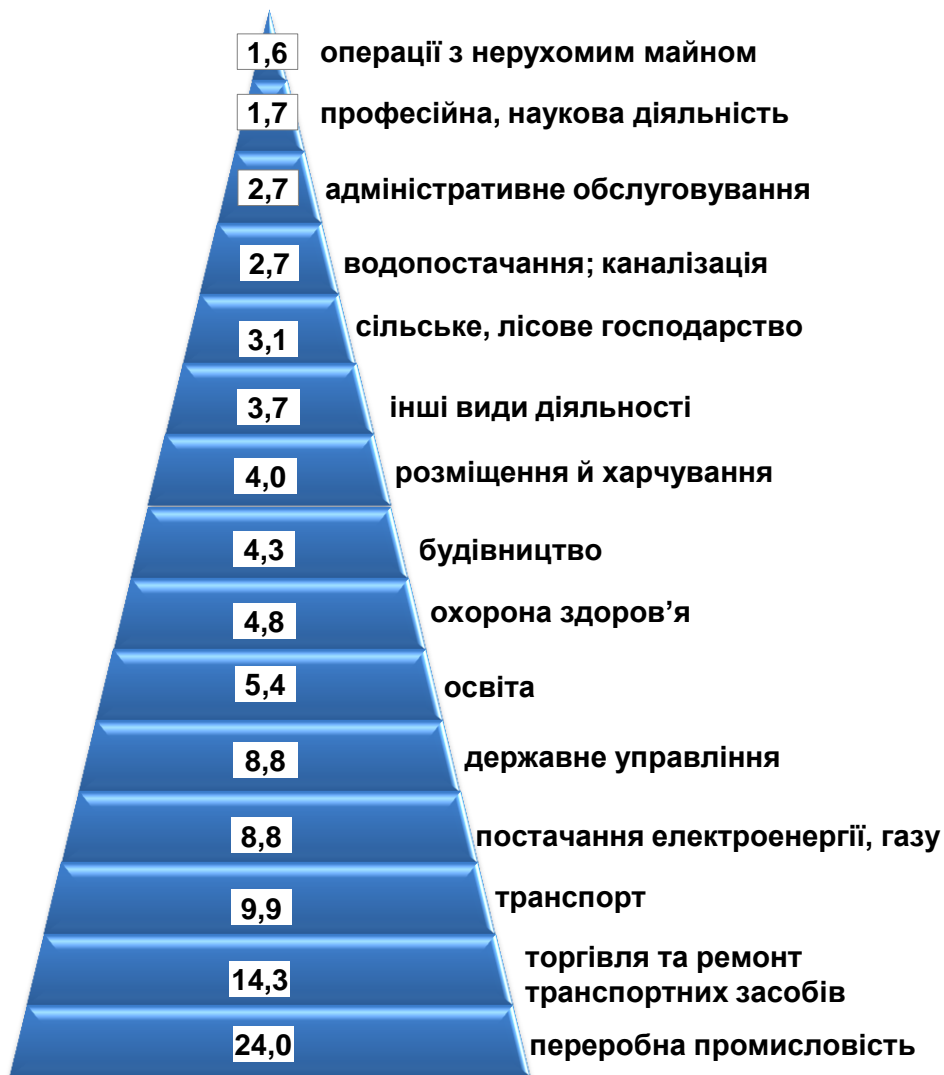 1,6 операції з нерухомим майном
1,7 професійна, наукова діяльність
2,7 адміністративне обслуговування
2,7 водопостачання; каналізація
3,1 сільське, лісове господарство
3,7 інші види діяльності
4,0 розміщення й харчування
4,3 будівництво
4,8 охорона здоров’я
5,4 освіта
8,8 державне управління
8,8 постачання електроенергії, газу
9,9 транспорт
14,3 торгівля та ремонт
транспортних засобів
24,0 переробна промисловість